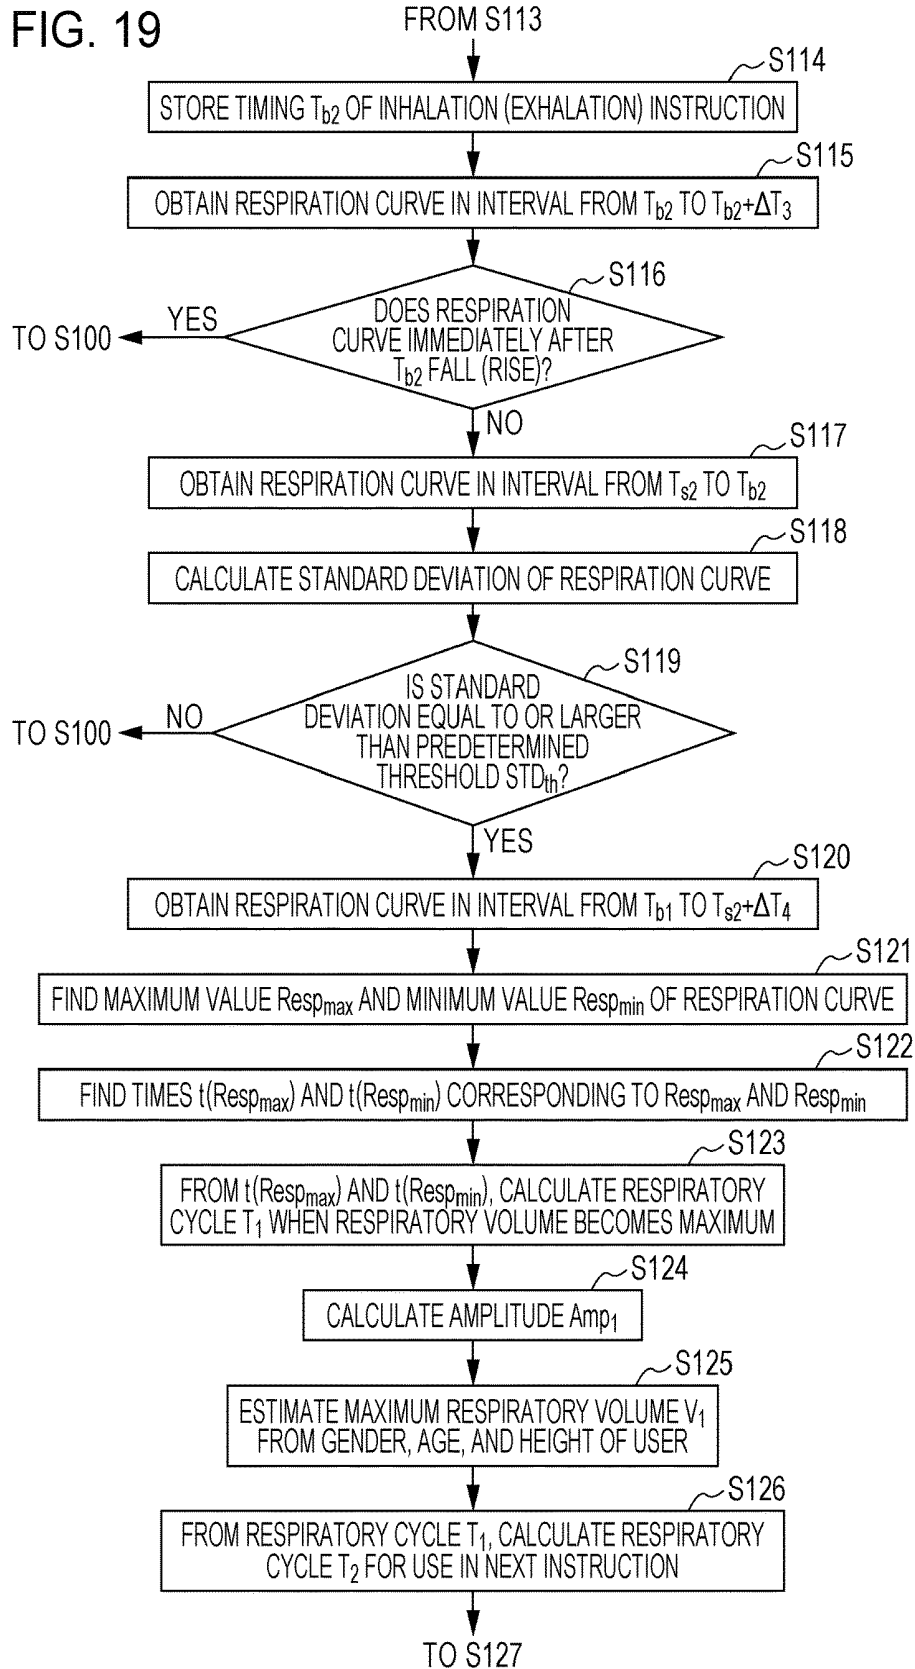 FIG. 19
FROM S113
S114
STORE TIMING Tb2 OF INHALATION (EXHALATION) INSTRUCTION
S115
OBTAIN RESPIRATION CURVE IN INTERVAL FROM Tb2 TO Tb2+ΔT3
S116
DOES RESPIRATION
CURVE IMMEDIATELY AFTER
Tb2 FALL (RISE)?
YES
TO S100
NO
S117
OBTAIN RESPIRATION CURVE IN INTERVAL FROM Ts2 TO Tb2
S118
CALCULATE STANDARD DEVIATION OF RESPIRATION CURVE
S119
IS STANDARD
DEVIATION EQUAL TO OR LARGER
THAN PREDETERMINED
THRESHOLD STDth?
NO
TO S100
YES
S120
OBTAIN RESPIRATION CURVE IN INTERVAL FROM Tb1 TO Ts2+ΔT4
S121
FIND MAXIMUM VALUE Respmax AND MINIMUM VALUE Respmin OF RESPIRATION CURVE
S122
FIND TIMES t(Respmax) AND t(Respmin) CORRESPONDING TO Respmax AND Respmin
S123
FROM t(Respmax) AND t(Respmin), CALCULATE RESPIRATORY
CYCLE T1 WHEN RESPIRATORY VOLUME BECOMES MAXIMUM
S124
CALCULATE AMPLITUDE Amp1
S125
ESTIMATE MAXIMUM RESPIRATORY VOLUME V1
FROM GENDER, AGE, AND HEIGHT OF USER
S126
FROM RESPIRATORY CYCLE T1, CALCULATE RESPIRATORY
CYCLE T2 FOR USE IN NEXT INSTRUCTION
TO S127